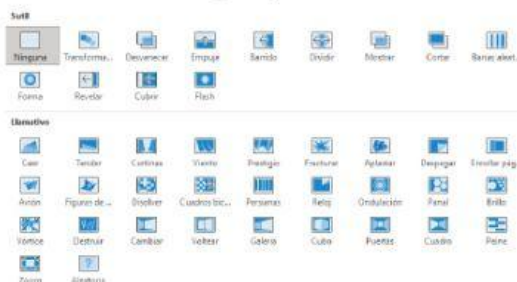 Sutil
Ninguna Transforma... Desvanecer Empuje Barrido Dividir Mostrar Cortar Barras aleat.
Forma Revelar Cubrir Flash
Llamativo
Caer Tender Cortinas Viento Prestigio Fracturar Aplastar Despegar Enrollar pág
Avión Figuras de ... Disolver Cuadros bic... Persianas Reloj Ondulación Panal Brillo
Vórtice Destruir Cambiar Voltear Galería Cubo Puertas Cuadro Peine
Zoom Aleatoria